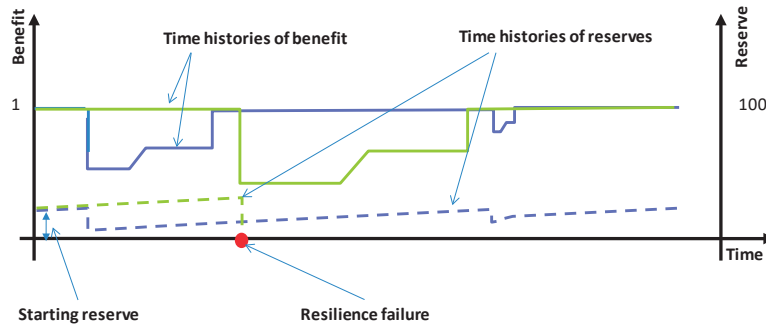 Benefit
Time histories of benefit
Time histories of reserves
Reserve
1
100
Time
Starting reserve
Resilience failure